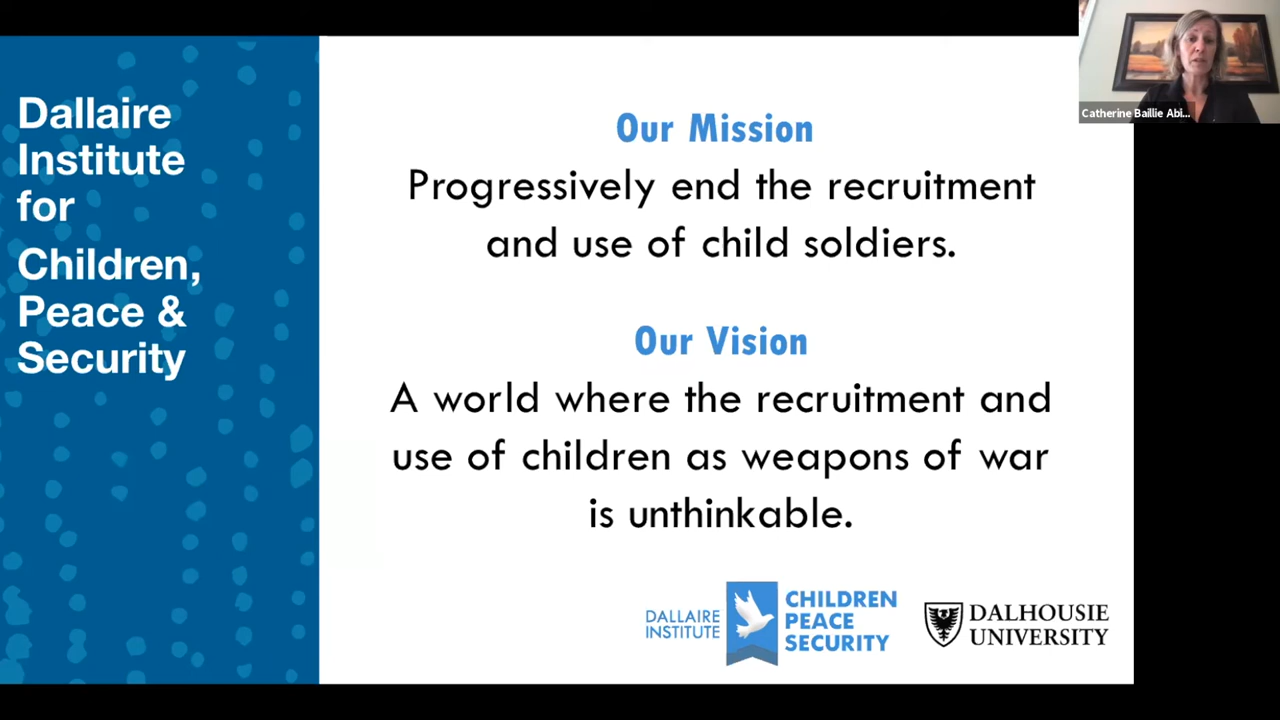 Dallaire
Institute
for
Children,
Peace &
Security
Our Mission
Progressively end the recruitment
and use of child soldiers.
Our Vision
A world where the recruitment and
use of children as weapons of war
is unthinkable.
DALLAIRE
INSTITUTE
CHILDREN
PEACE
SECURITY
DALHOUSIE
UNIVERSITY
Catherine Baillie Abi...